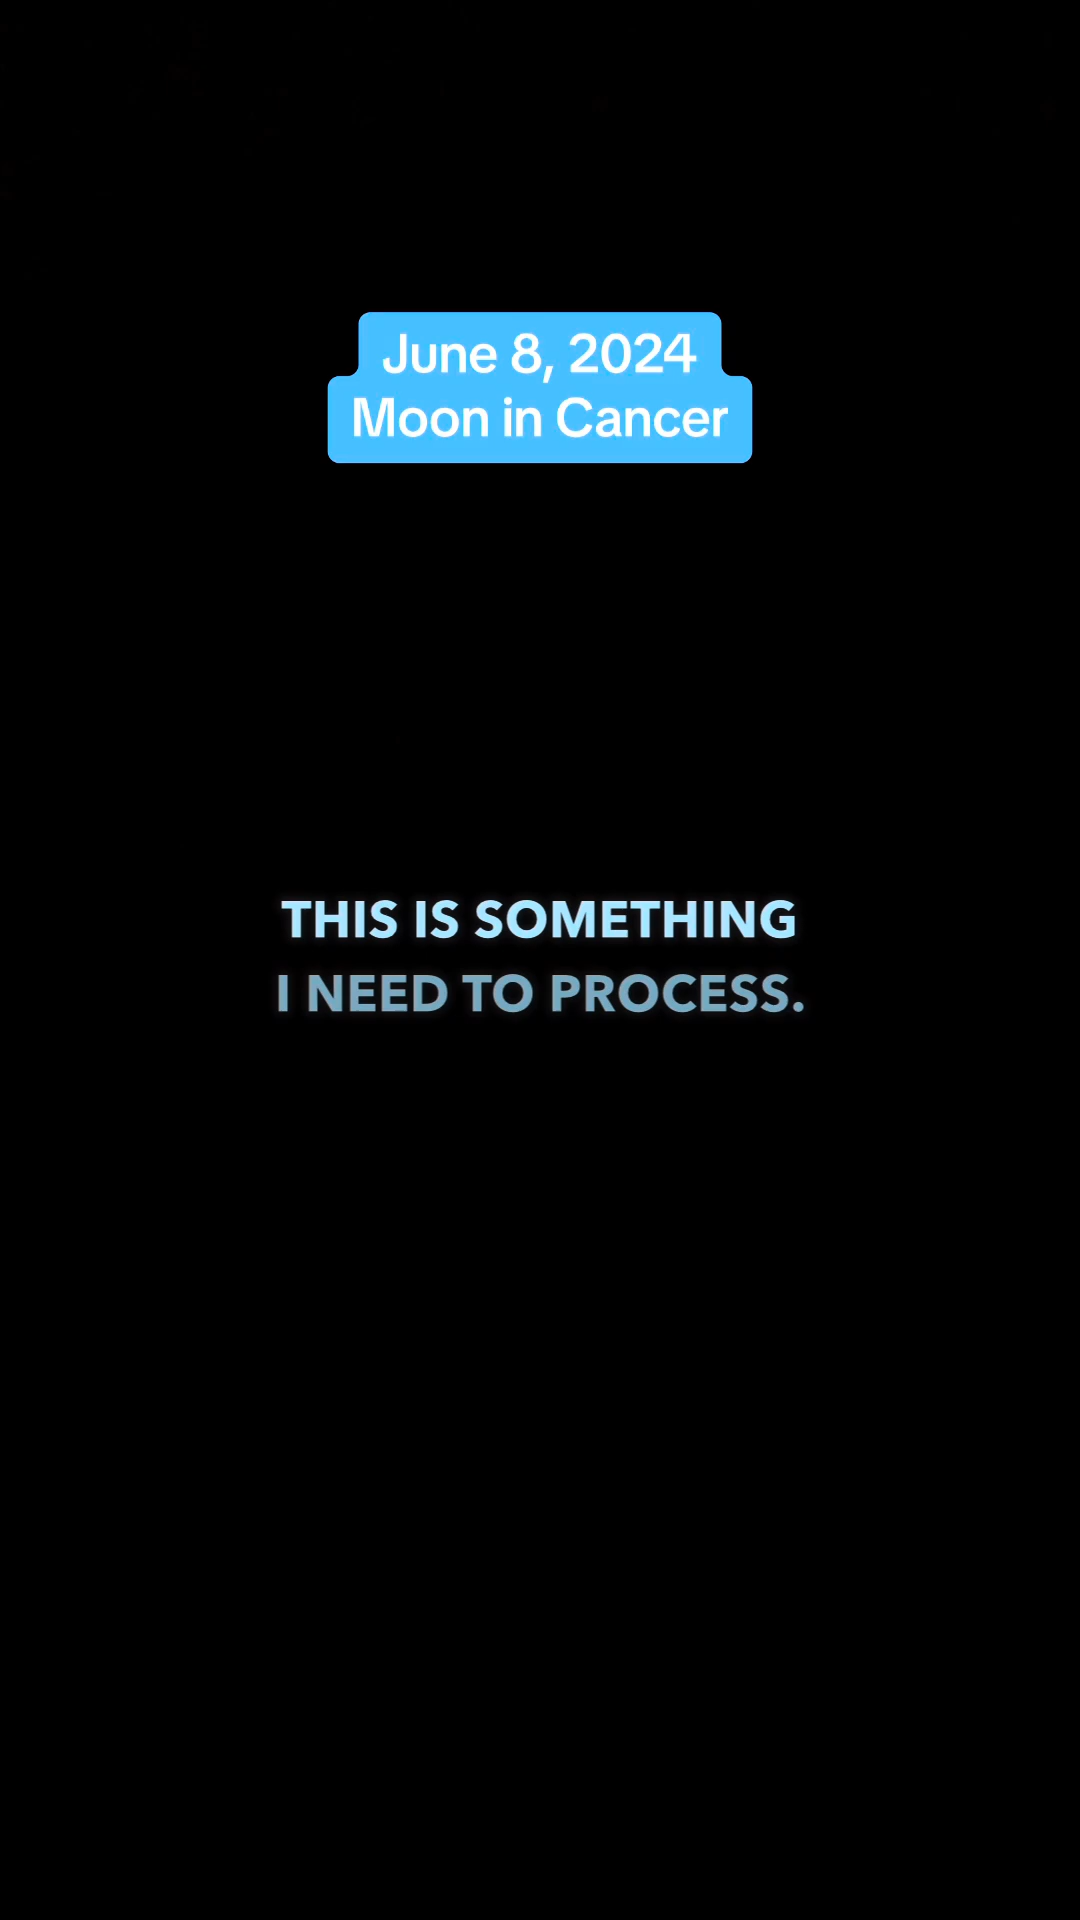 June 8, 2024
Moon in Cancer
THIS IS SOMETHING
I NEED TO PROCESS.